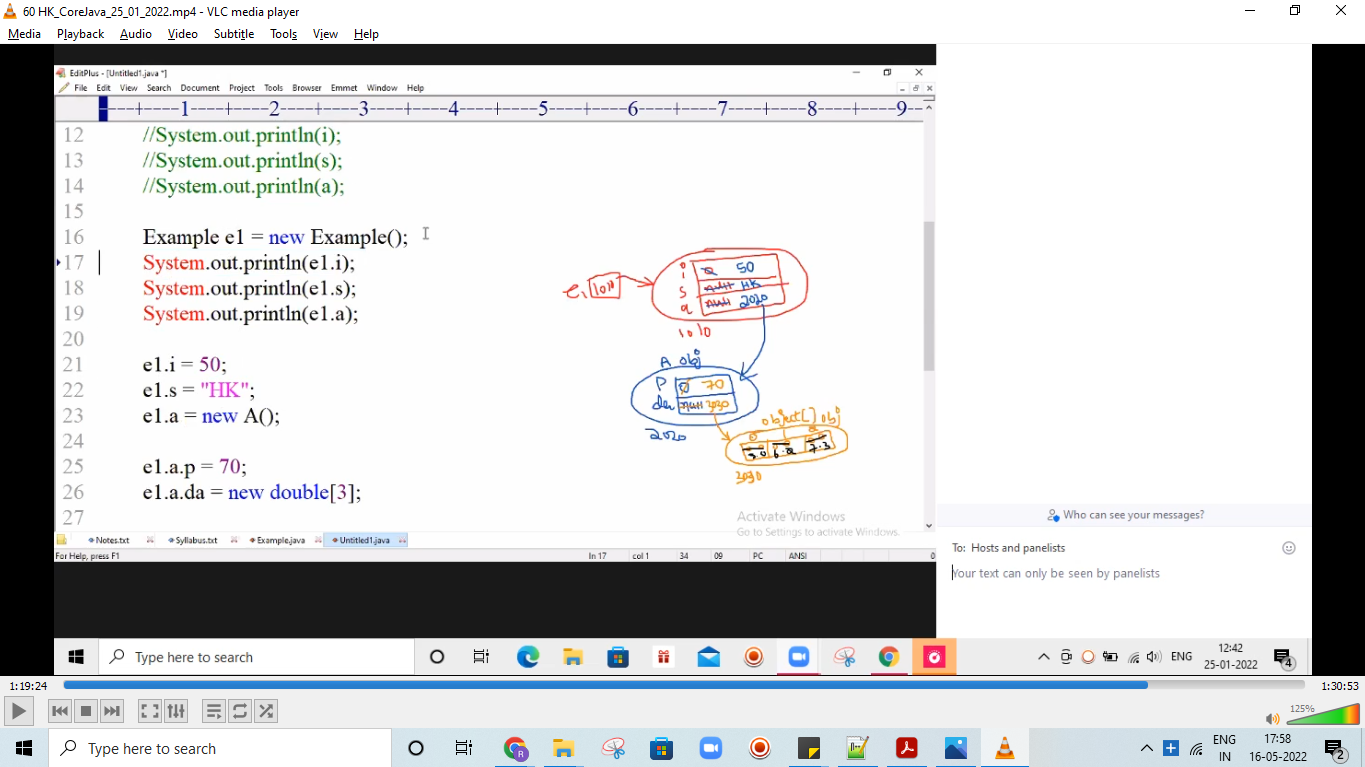 60 HK_CoreJava_25_01_2022.mp4 - VLC media player
Media Playback Audio Video Subtitle Tools View Help
EditPlus - [Untitled1.java *]
File Edit View Search Document Project Tools Browser Emmet Window Help
----+----1----+----2----+----3----+----4----+----5----+----6----+----7----+----8----+----9--
12 //System.out.println(i);
13 //System.out.println(s);
14 //System.out.println(a);
15
16 Example e1 = new Example();
17 System.out.println(e1.i);
18 System.out.println(e1.s);
19 System.out.println(e1.a);
20
21 e1.i = 50;
22 e1.s = "HK";
23 e1.a = new A();
24
25 e1.a.p = 70;
26 e1.a.da = new double[3];
27
i 50
s null HK
a null 2020
e1 1010
1010
A obj
P 0 70
da null 3030
2020
object[] obj
5.0 6.2 7.3
3030
Activate Windows
Go to Settings to activate Windows.
Notes.txt Syllabus.txt Example.java Untitled1.java
For Help, press F1 ln 17 col 1 34 09 PC ANSI
Who can see your messages?
To: Hosts and panelists
Your text can only be seen by panelists
Type here to search
ENG
12:42
25-01-2022
4
1:19:24
1:30:53
125%
Type here to search
ENG
IN
17:58
16-05-2022
2